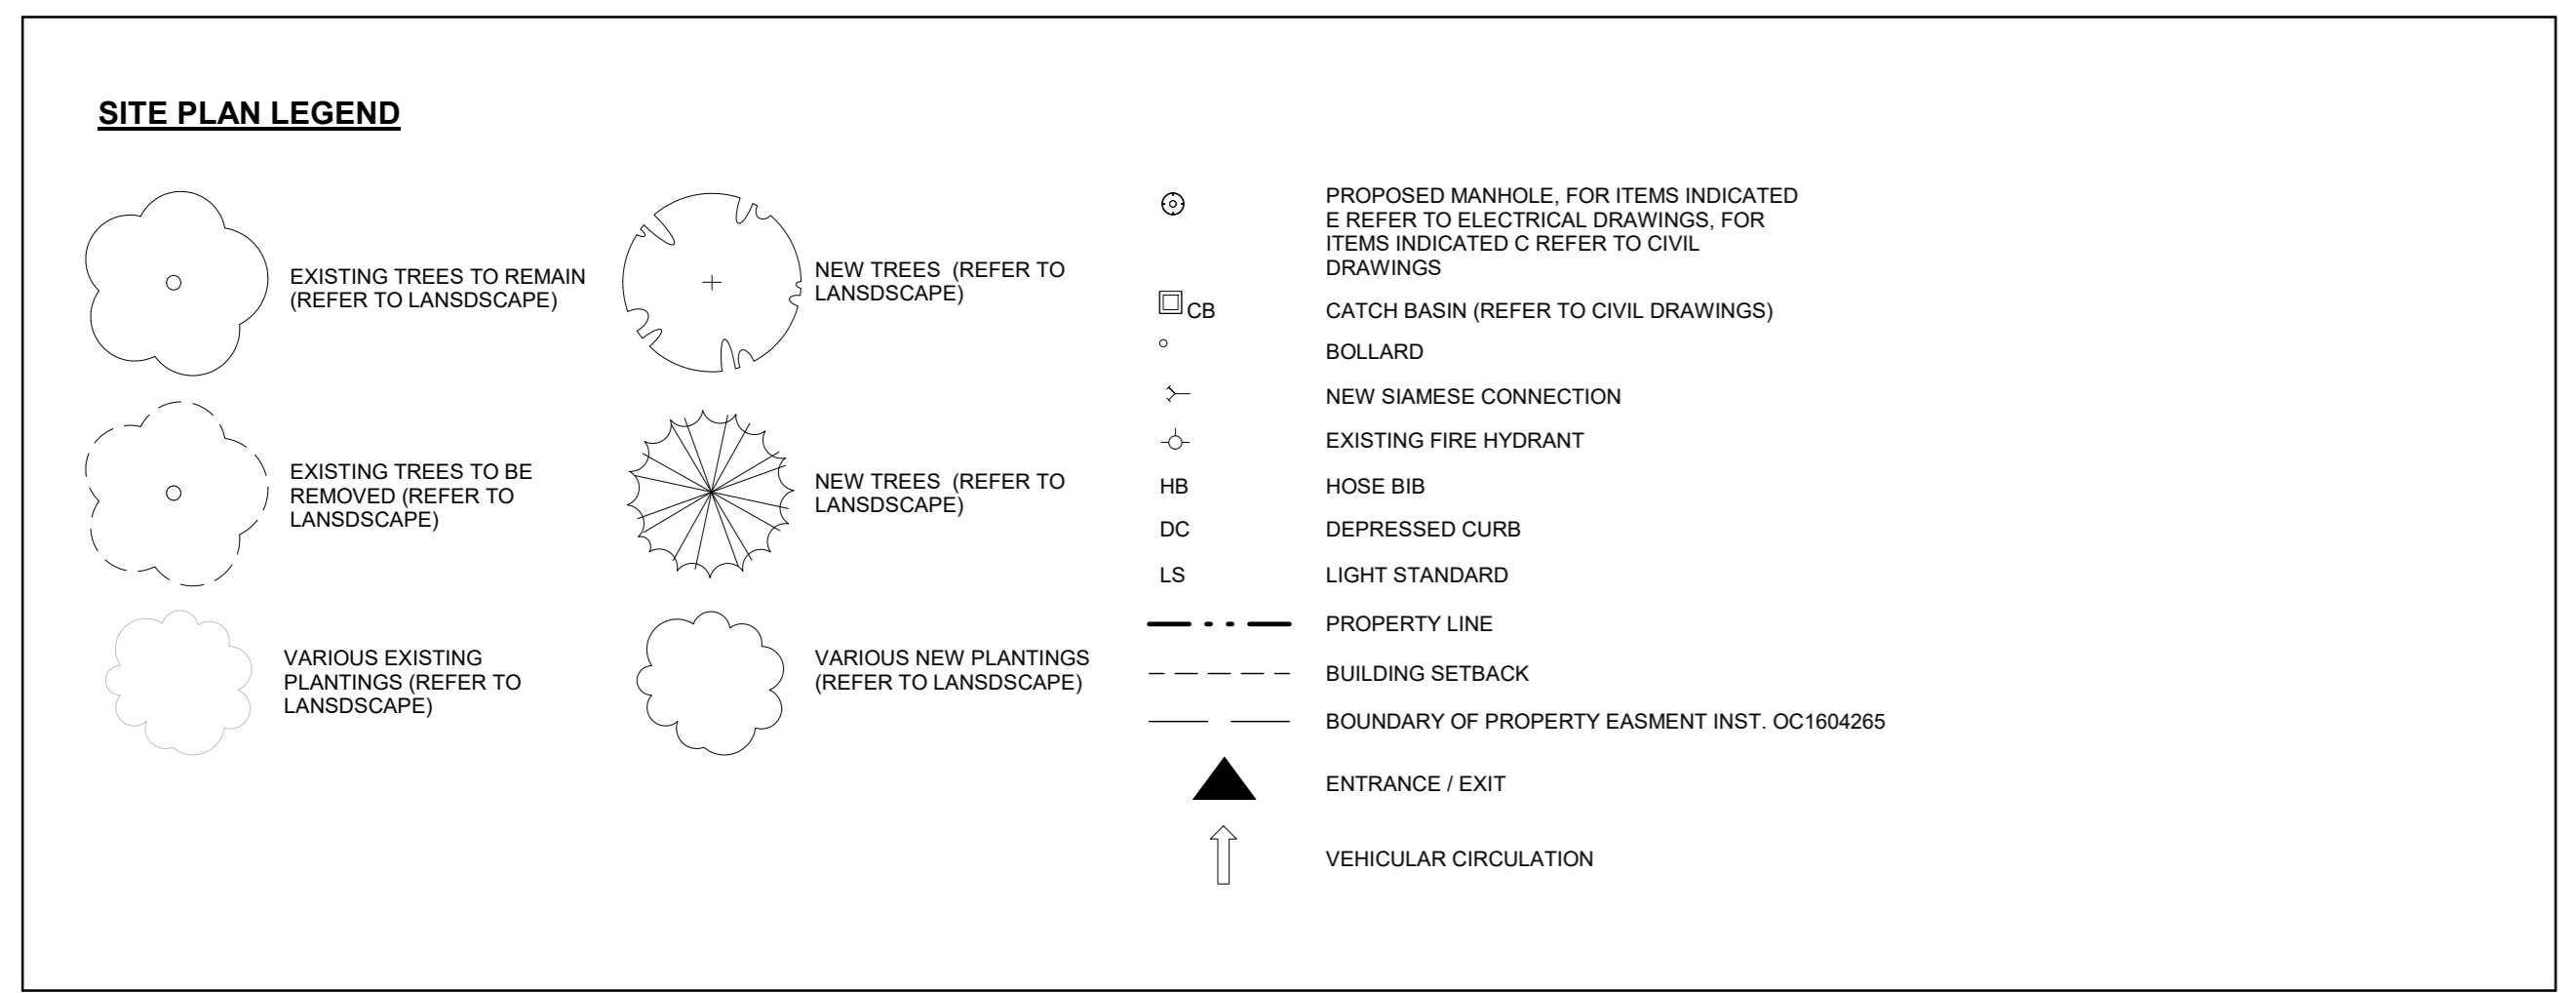 SITE PLAN LEGEND
EXISTING TREES TO REMAIN
(REFER TO LANSDSCAPE)
EXISTING TREES TO BE
REMOVED (REFER TO
LANSDSCAPE)
VARIOUS EXISTING
PLANTINGS (REFER TO
LANSDSCAPE)
NEW TREES (REFER TO
LANSDSCAPE)
NEW TREES (REFER TO
LANSDSCAPE)
VARIOUS NEW PLANTINGS
(REFER TO LANSDSCAPE)
PROPOSED MANHOLE, FOR ITEMS INDICATED
E REFER TO ELECTRICAL DRAWINGS, FOR
ITEMS INDICATED C REFER TO CIVIL
DRAWINGS
CB CATCH BASIN (REFER TO CIVIL DRAWINGS)
BOLLARD
NEW SIAMESE CONNECTION
EXISTING FIRE HYDRANT
HB HOSE BIB
DC DEPRESSED CURB
LS LIGHT STANDARD
PROPERTY LINE
BUILDING SETBACK
BOUNDARY OF PROPERTY EASMENT INST. OC1604265
ENTRANCE / EXIT
VEHICULAR CIRCULATION